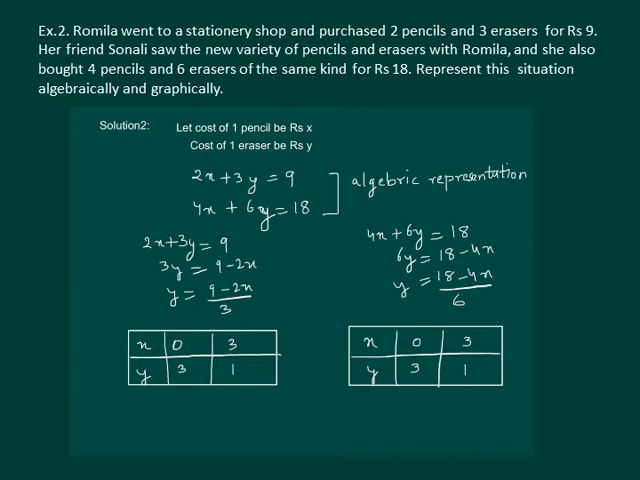 Ex.2. Romila went to a stationery shop and purchased 2 pencils and 3 erasers for Rs 9.
Her friend Sonali saw the new variety of pencils and erasers with Romila, and she also
bought 4 pencils and 6 erasers of the same kind for Rs 18. Represent this situation
algebraically and graphically.
Solution2: Let cost of 1 pencil be Rs x
Cost of 1 eraser be Rs y
2x + 3y = 9
4x + 6y = 18
algebric representation
2x+3y = 9
3y = 9 - 2x
y = (9 - 2x)/3
x 0 3
y 3 1
4x + 6y = 18
6y = 18 - 4x
y = (18 - 4x)/6
x 0 3
y 3 1